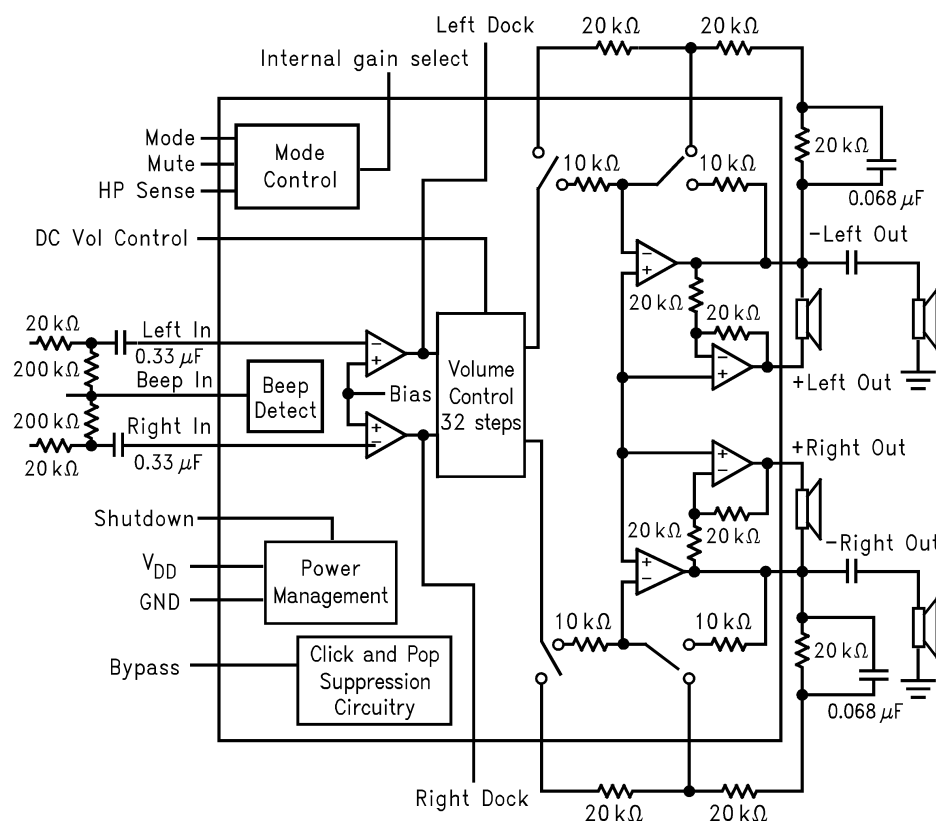 Left Dock
20 kΩ
20 kΩ
Internal gain select
Mode
Mute
HP Sense
Mode
Control
10 kΩ
10 kΩ
20 kΩ
0.068 µF
DC Vol Control
-Left Out
−
+
20 kΩ
20 kΩ
−
+
+Left Out
20 kΩ
Left In
0.33 µF
200 kΩ
Beep In
Beep
Detect
−
+
Bias
Volume
Control
32 steps
200 kΩ
Right In
20 kΩ
0.33 µF
+
−
+Right Out
+
−
20 kΩ
20 kΩ
-Right Out
+
−
Shutdown
VDD
GND
Power
Management
Bypass
Click and Pop
Suppression
Circuitry
10 kΩ
10 kΩ
20 kΩ
0.068 µF
Right Dock
20 kΩ
20 kΩ